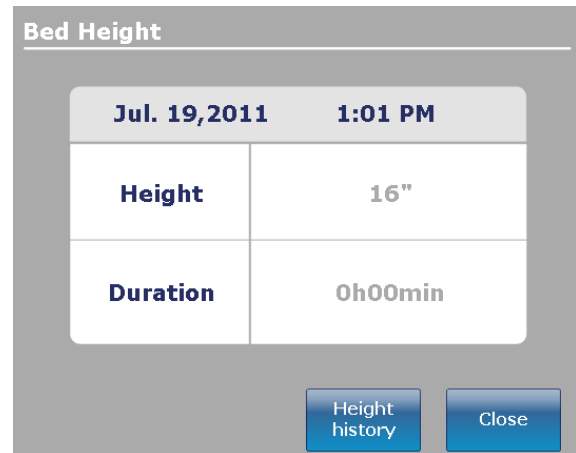 Bed Height
Jul. 19,2011 1:01 PM
Height 16"
Duration 0h00min
Height
history
Close